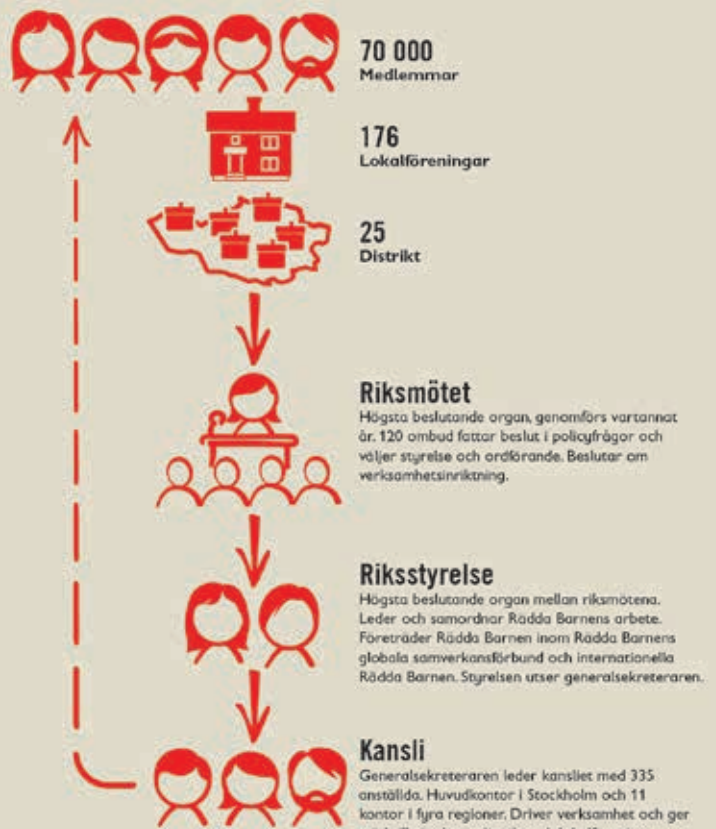 70 000
Medlemmar
176
Lokalföreningar
25
Distrikt
Riksmötet
Högsta beslutande organ, genomförs vartannat
år. 120 ombud fattar beslut i policyfrågor och
väljer styrelse och ordförande. Beslutar om
verksamhetsinriktning.
Riksstyrelse
Högsta beslutande organ mellan riksmötena.
Leder och samordnar Rädda Barnens arbete.
Företräder Rädda Barnen inom Rädda Barnens
globala samverkansförbund och internationella
Rädda Barnen. Styrelsen utser generalsekreteraren.
Kansli
Generalsekreteraren leder kansliet med 335
anställda. Huvudkontor i Stockholm och 11
kontor i fyra regioner. Driver verksamhet och ger